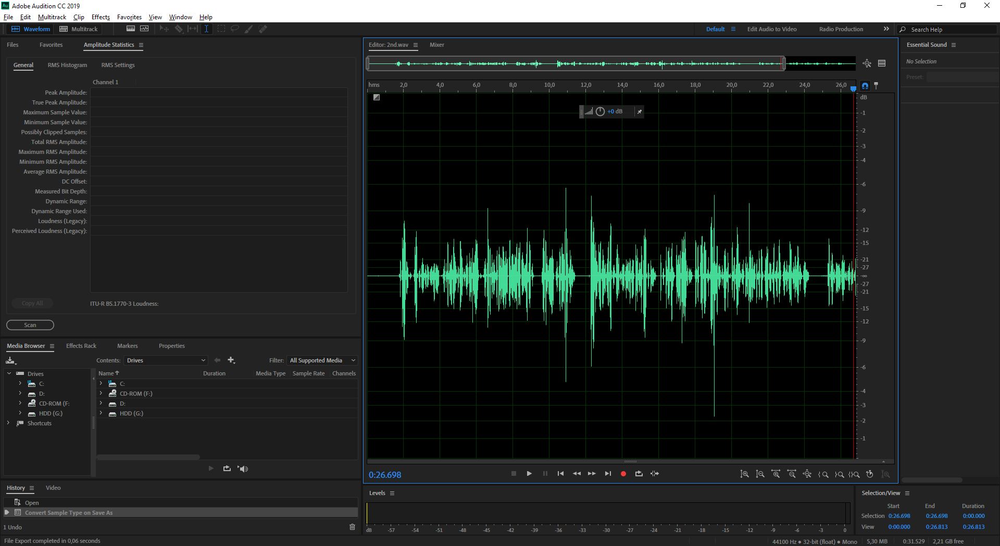 Au Adobe Audition CC 2019
File Edit Multitrack Clip Effects Favorites View Window Help
Waveform Multitrack Default Edit Audio to Video Radio Production Search Help
Files Favorites Amplitude Statistics
General RMS Histogram RMS Settings
Channel 1
Peak Amplitude:
True Peak Amplitude:
Maximum Sample Value:
Minimum Sample Value:
Possibly Clipped Samples:
Total RMS Amplitude:
Maximum RMS Amplitude:
Minimum RMS Amplitude:
Average RMS Amplitude:
DC Offset:
Measured Bit Depth:
Dynamic Range:
Dynamic Range Used:
Loudness (Legacy):
Perceived Loudness (Legacy):
Copy All ITU-R BS.1770-3 Loudness:
Scan
Media Browser Effects Rack Markers Properties
Contents: Drives Filter: All Supported Media
Drives
C:
D:
CD-ROM (F:
HDD (G:)
Shortcuts
Name Duration Media Type Sample Rate Channels
C:
CD-ROM (F:)
D:
HDD (G:)
History Video
Open
Convert Sample Type on Save As
1 Undo
File Export completed in 0,06 seconds
Editor: 2nd.wav Mixer
hms 2,0 4,0 6,0 8,0 10,0 12,0 14,0 16,0 18,0 20,0 22,0 24,0 26,0
+0 dB
dB
-1
-2
-3
-4
-6
-9
-12
-15
-21
-27
-∞
-27
-21
-15
-12
-9
-6
-4
-3
-2
-1
0:26.698
Levels
dB -57 -54 -51 -48 -45 -42 -39 -36 -33 -30 -27 -24 -21 -18 -15 -12 -9 -6 -3 0
Essential Sound
No Selection
Preset:
Selection/View
Start End Duration
Selection 0:26.698 0:26.698 0:00.000
View 0:00.000 0:26.813 0:26.813
44100 Hz ● 32-bit (float) ● Mono 5,30 MB 0:31.529 2,21 GB free